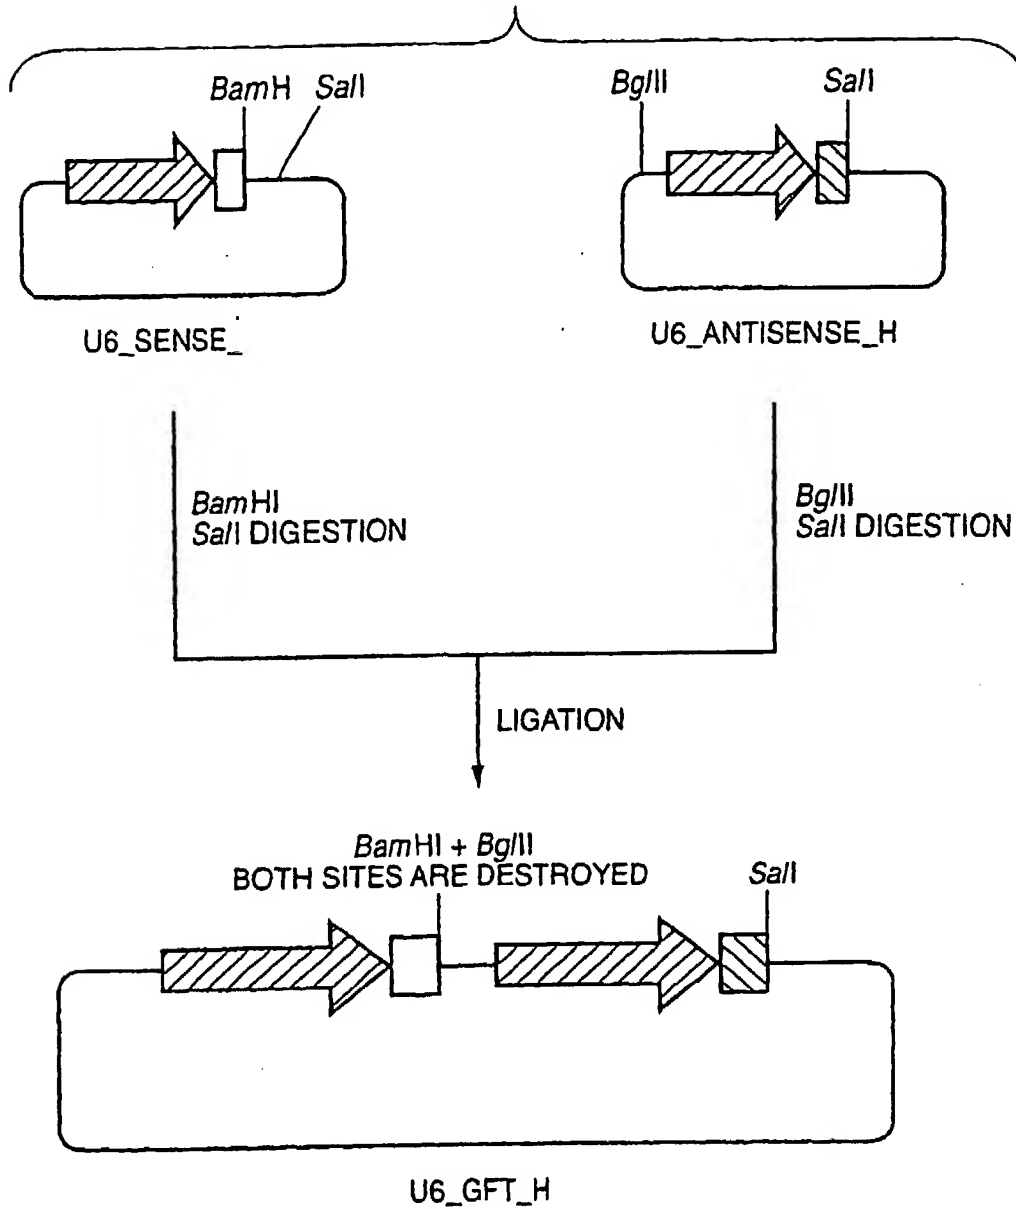 BamH SalI
BglII SalI
U6_SENSE_
U6_ANTISENSE_H
BamHI
SalI DIGESTION
BglII
SalI DIGESTION
LIGATION
BamHI + BglII
BOTH SITES ARE DESTROYED
SalI
U6_GFT_H